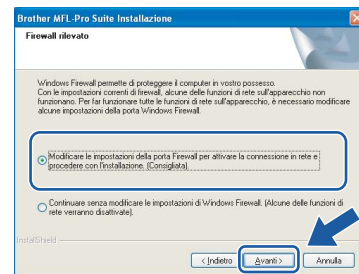 Brother MFL-Pro Suite Installazione
Firewall rilevato
Windows Firewall permette di proteggere il computer in vostro possesso.
Con le impostazioni correnti di firewall, alcune delle funzioni di rete sull'apparecchio non
funzionano. Per far funzionare tutte le funzioni di rete sull'apparecchio, è necessario modificare
alcune impostazioni della porta Windows Firewall.
Modificare le impostazioni della porta Firewall per attivare la connessione in rete e
procedere con l'installazione. (Consigliata).
Continuare senza modificare le impostazioni di Windows Firewall. (Alcune delle funzioni di
rete verranno disattivate).
InstallShield
< Indietro
Avanti >
Annulla